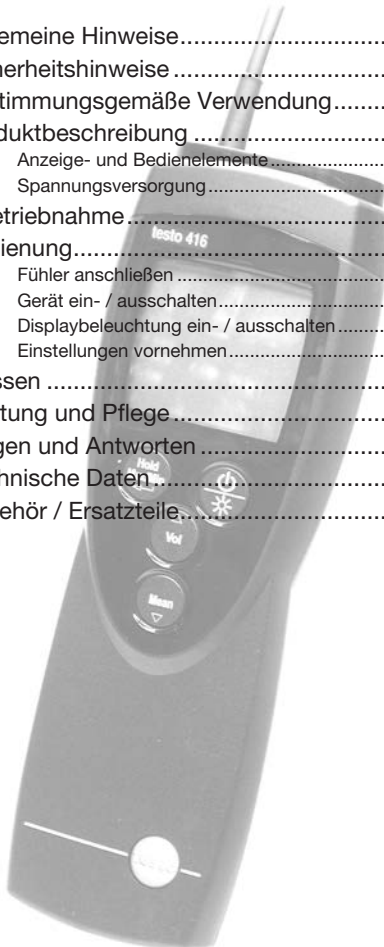 emeine Hinweise
erheitshinweise
timmungsgemäße Verwendung
duktbeschreibung
Anzeige- und Bedienelemente
Spannungsversorgung
etriebnahme
ienung
testo 416
Fühler anschließen
Gerät ein- / ausschalten
Displaybeleuchtung ein- / ausschalten
Einstellungen vornehmen
ssen
tung und Pflege
gen und Antworten
Hold
hnische Daten
ehör / Ersatzteile
Vol
Mean